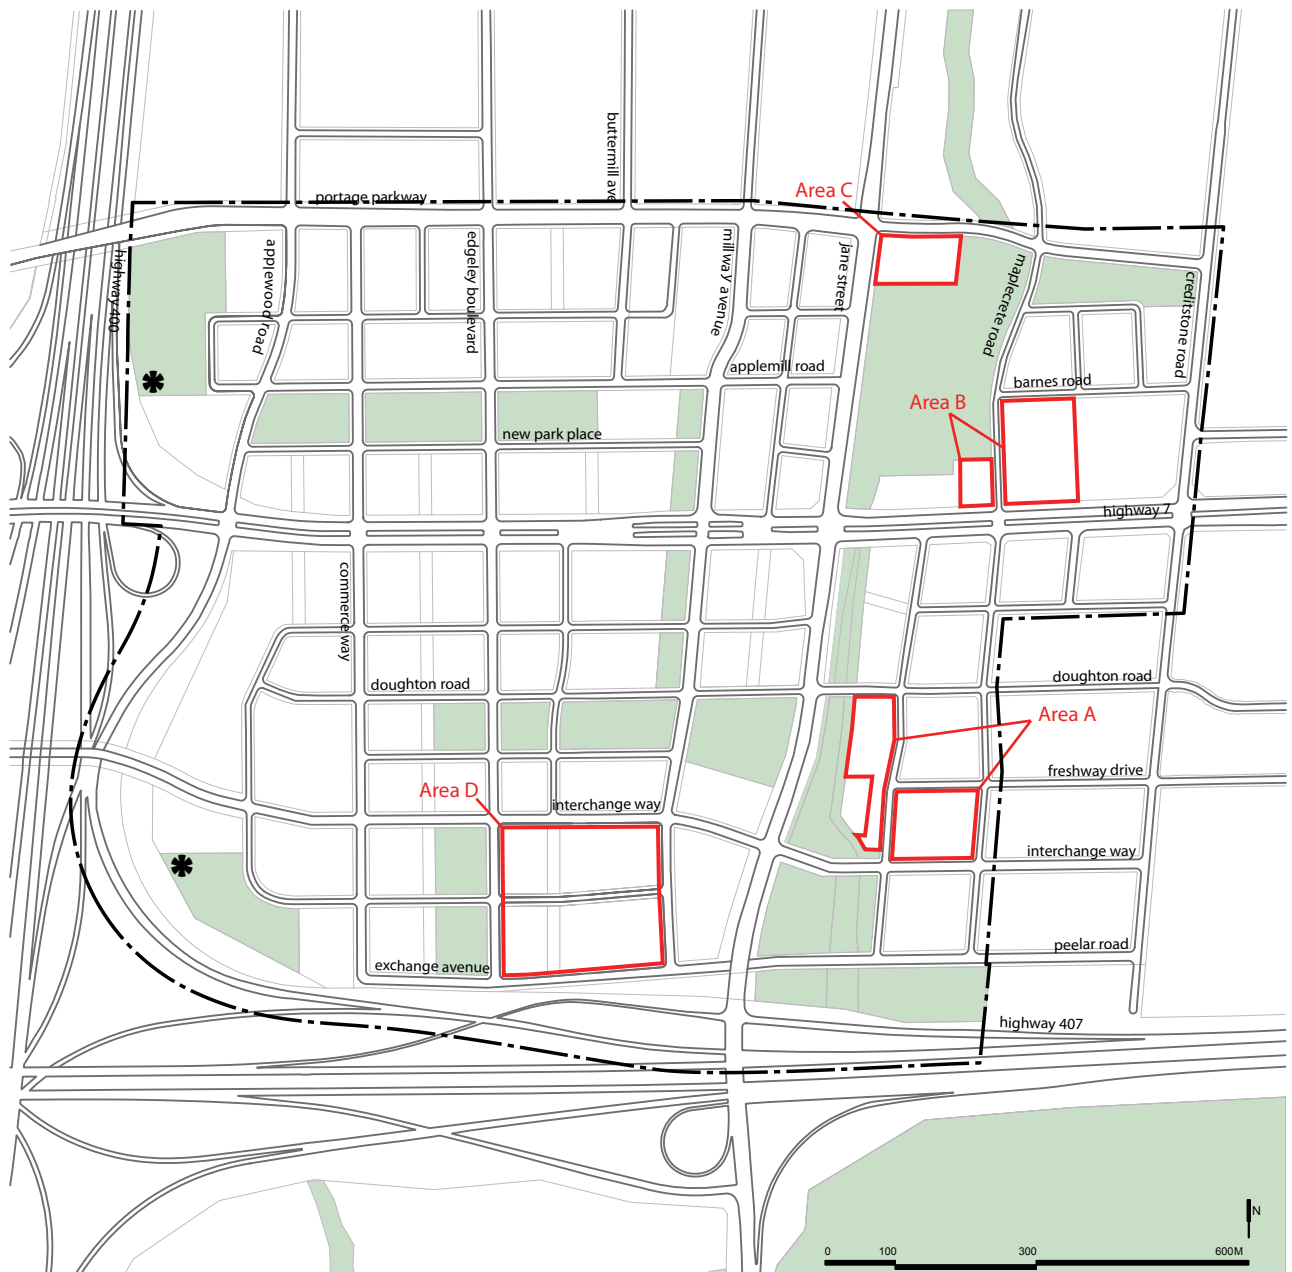 buttermill ave
Area C
portage parkway
applewood road
highway 400
edgeley boulevard
millway avenue
jane street
maplecrete road
creditstone road
applemill road
barnes road
Area B
new park place
highway 7
commerce way
doughton road
doughton road
Area A
freshway drive
Area D
interchange way
interchange way
peelar road
exchange avenue
highway 407
N
0 100 300 600M